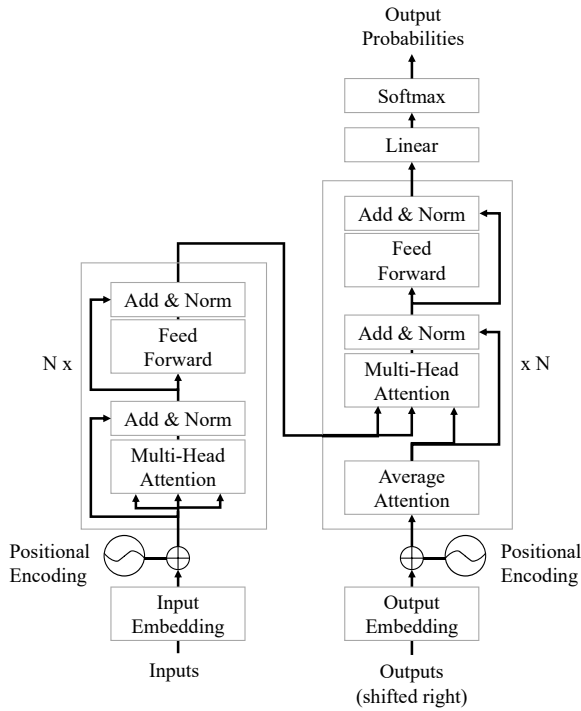 Output
Probabilities
Softmax
Linear
Add & Norm
Feed
Forward
Add & Norm
Multi-Head
Attention
Average
Attention
x N
Add & Norm
Feed
Forward
N x
Add & Norm
Multi-Head
Attention
Positional
Encoding
Positional
Encoding
Input
Embedding
Output
Embedding
Inputs
Outputs
(shifted right)